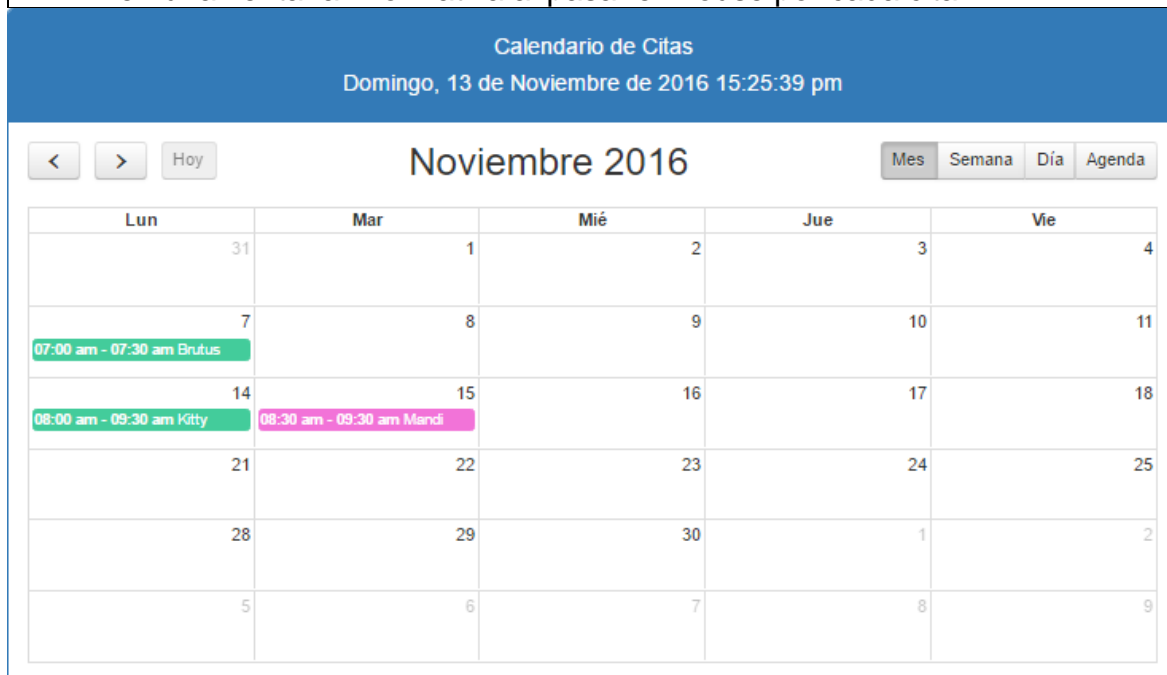 Calendario de Citas
Domingo, 13 de Noviembre de 2016 15:25:39 pm
< > Hoy Noviembre 2016 Mes Semana Día Agenda
Lun Mar Mié Jue Vie
31 1 2 3 4
7 8 9 10 11
07:00 am - 07:30 am Brutus
14 15 16 17 18
08:00 am - 09:30 am Kitty 08:30 am - 09:30 am Mandi
21 22 23 24 25
28 29 30 1 2
5 6 7 8 9